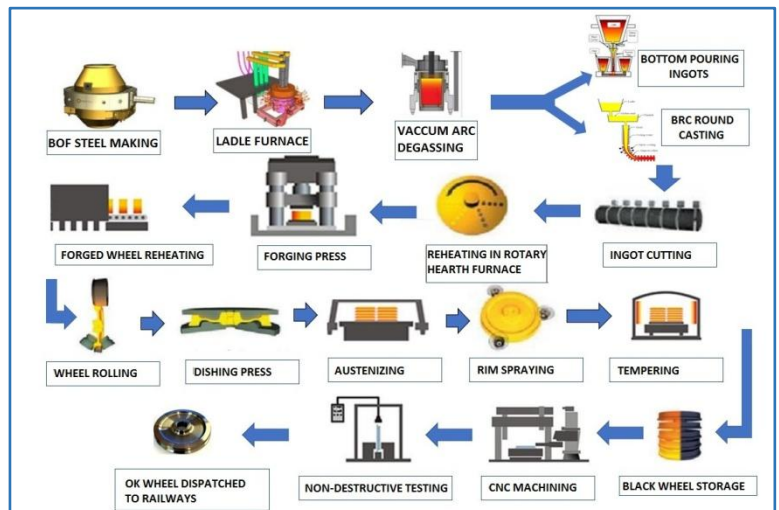 BOTTOM POURING
INGOTS
BOF STEEL MAKING
LADLE FURNACE
VACCUM ARC
DEGASSING
BRC ROUND
CASTING
FORGED WHEEL REHEATING
FORGING PRESS
REHEATING IN ROTARY
HEARTH FURNACE
INGOT CUTTING
WHEEL ROLLING
DISHING PRESS
AUSTENIZING
RIM SPRAYING
TEMPERING
OK WHEEL DISPATCHED
TO RAILWAYS
NON-DESTRUCTIVE TESTING
CNC MACHINING
BLACK WHEEL STORAGE